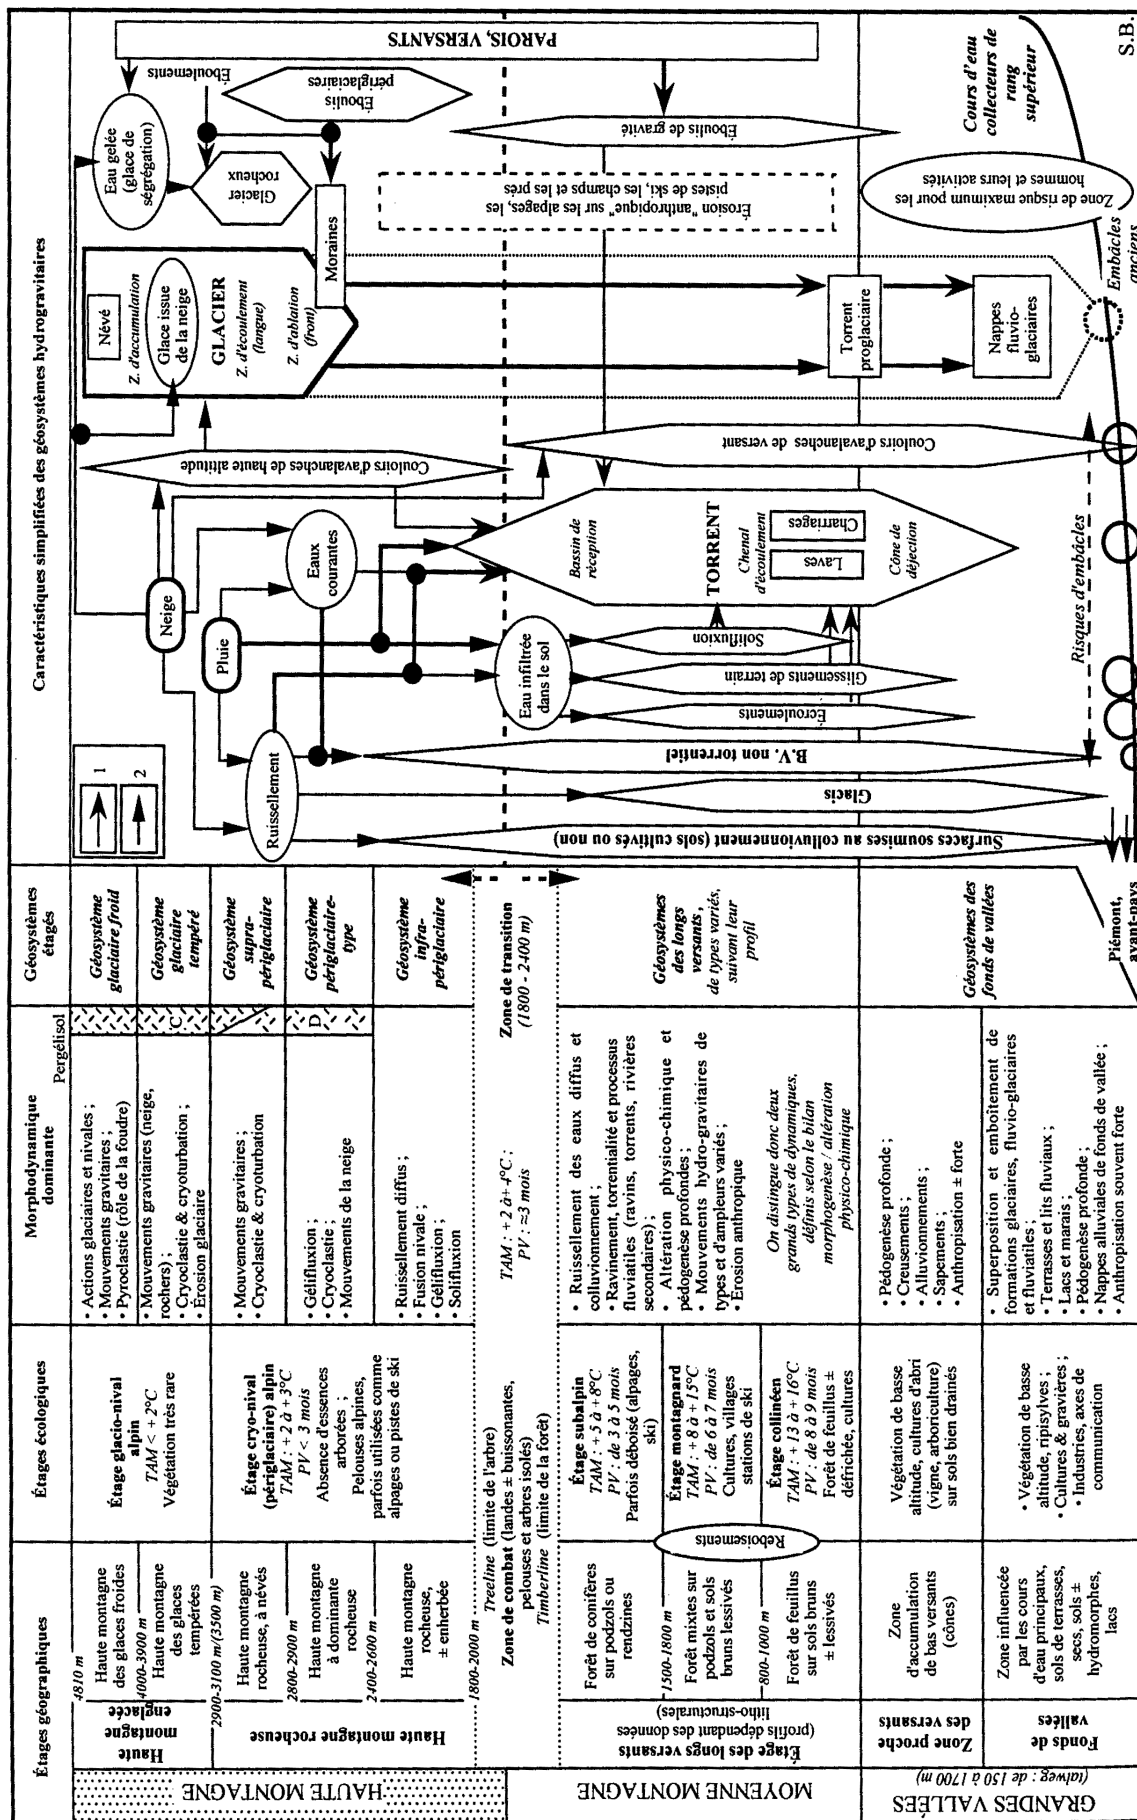 Étages géographiques
Étages écologiques
Morphodynamique
dominante
Pergélisol
Géosystèmes
étagés
Caractéristiques simplifiées des géosystèmes hydrogravitaires
HAUTE MONTAGNE
MOYENNE MONTAGNE
GRANDES VALLÉES
(talweg : de 150 à 1700 m)
Haute
montagne
englacée
Haute montagne rocheuse
Étage des longs versants
(profils dépendant des données
litho-structurales)
Zone proche
des versants
Fonds de
vallées
4810 m
Haute montagne
des glaces froides
4000-3900 m
Haute montagne
des glaces
tempérées
2900-3100 m/(3500 m)
Haute montagne
rocheuse, à névés
2800-2900 m
Haute montagne
à dominante
rocheuse
2400-2600 m
Haute montagne
rocheuse,
± enherbée
1800-2000 m
Treeline (limite de l'arbre)
Zone de combat (landes ± buissonantes,
pelouses et arbres isolés)
Timberline (limite de la forêt)
Forêt de conifères
sur podzols ou
rendzines
1500-1800 m
Forêt mixtes sur
podzols et sols
bruns lessivés
800-1000 m
Forêt de feuillus
sur sols bruns
± lessivés
Reboisements
Zone
d'accumulation
de bas versants
(cônes)
Zone influencée
par les cours
d'eau principaux,
sols de terrasses,
secs, sols ±
hydromorphes,
lacs
Étage glacio-nival
alpin
TAM < + 2°C
Végétation très rare
Étage cryo-nival
(périglaciaire) alpin
TAM : + 2 à + 3°C
PV < 3 mois
Absence d'essences
arborées ;
Pelouses alpines,
parfois utilisées comme
alpages ou pistes de ski
Étage subalpin
TAM : + 5 à + 8°C
PV : de 3 à 5 mois
Parfois déboisé (alpages,
ski)
Étage montagnard
TAM : + 8 à + 15°C
PV : de 6 à 7 mois
Cultures, villages
stations de ski
Étage collinéen
TAM : + 13 à + 16°C
PV : de 8 à 9 mois
Forêt de feuillus ±
défrichée, cultures
Végétation de basse
altitude, cultures d'abri
(vigne, arboriculture)
sur sols bien drainés
• Végétation de basse
altitude, ripisylves ;
• Cultures & gravières ;
• Industries, axes de
communication
• Actions glaciaires et nivales ;
• Mouvements gravitaires ;
• Pyroclastie (rôle de la foudre)
• Mouvements gravitaires (neige,
rochers) ;
• Cryoclastie & cryoturbation ;
• Érosion glaciaire
• Mouvements gravitaires ;
• Cryoclastie & cryoturbation
• Gélifluxion ;
• Cryoclastie ;
• Mouvements de la neige
• Ruissellement diffus ;
• Fusion nivale ;
• Gélifluxion ;
• Solifluxion
TAM : + 2 à+ 4°C ;
PV : ≈3 mois
Zone de transition
(1800 - 2400 m)
• Ruissellement des eaux diffus et
colluvionnement ;
• Ravinement, torrentialité et processus
fluviatiles (ravins, torrents, rivières
secondaires) ;
• Altération physico-chimique et
pédogenèse profondes ;
• Mouvements hydro-gravitaires de
types et d'ampleurs variés ;
• Erosion anthropique
On distingue donc deux
grands types de dynamiques,
définis selon le bilan
morphogenèse / altération
physico-chimique
• Pédogenèse profonde ;
• Creusements ;
• Alluvionnements ;
• Sapements ;
• Anthropisation ± forte
• Superposition et emboîtement de
formations glaciaires, fluvio-glaciaires
et fluviatiles ;
• Terrasses et lits fluviaux ;
• Lacs et marais ;
• Pédogenèse profonde ;
• Nappes alluviales de fonds de vallée ;
• Anthropisation souvent forte
C
D
Géosystème
glaciaire froid
Géosystème
glaciaire
tempéré
Géosystème
supra-
périglaciaire
Géosystème
périglaciaire-
type
Géosystème
infra-
périglaciaire
Géosystèmes
des longs
versants,
de types variés,
suivant leur
profil
Géosystèmes des
fonds de vallées
Piémont,
avant-pays
1
2
Neige
Pluie
Ruissellement
Eaux
courantes
Eau infiltrée
dans le sol
Surfaces soumises au colluvionnement (sols cultivés ou non)
Glacis
B.V. non torrentiel
Écroulements
Glissements de terrain
Solifluxion
Bassin de
réception
TORRENT
Chenal
d'écoulement
Laves
Charriages
Cône de
déjection
Couloirs d'avalanches de haute altitude
Couloirs d'avalanches de versant
Névé
Z. d'accumulation
Glace issue
de la neige
GLACIER
Z. d'écoulement
(langue)
Z. d'ablation
(front)
Moraines
Eau gelée
(glace de
ségrégation)
Glacier
rocheux
Éboulements
Éboulis
périglaciaires
PAROIS, VERSANTS
Éboulis de gravité
Érosion "anthropique" sur les alpages, les
pistes de ski, les champs et les prés
Torrent
proglaciaire
Nappes
fluvio-
glaciaires
Zone de risque maximum pour les
hommes et leurs activités
Cours d'eau
collecteurs de
rang
supérieur
Risques d'embâcles
Embâcles
anciens
S.B.